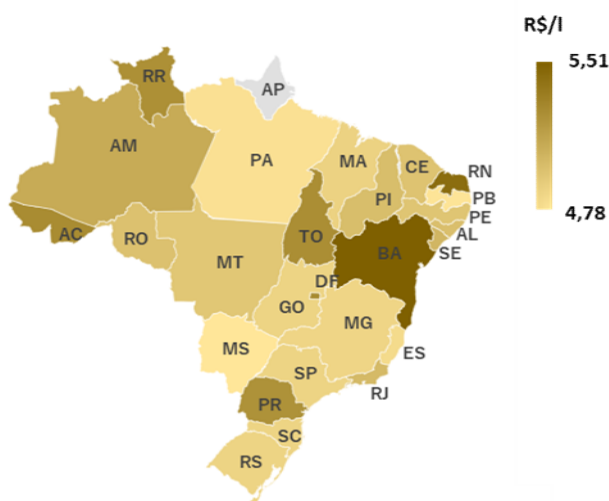 R$/l
5,51
4,78
RR
AP
AM
PA
MA
CE
RN
PB
PI
PE
AL
AC
RO
TO
BA
SE
MT
DF
GO
MG
MS
ES
SP
RJ
PR
SC
RS